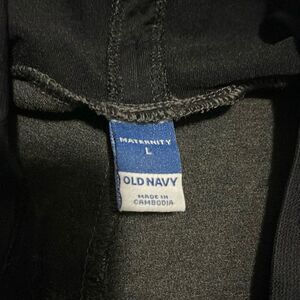 MATERNITY
L
OLD NAVY
MADE IN
CAMBODIA